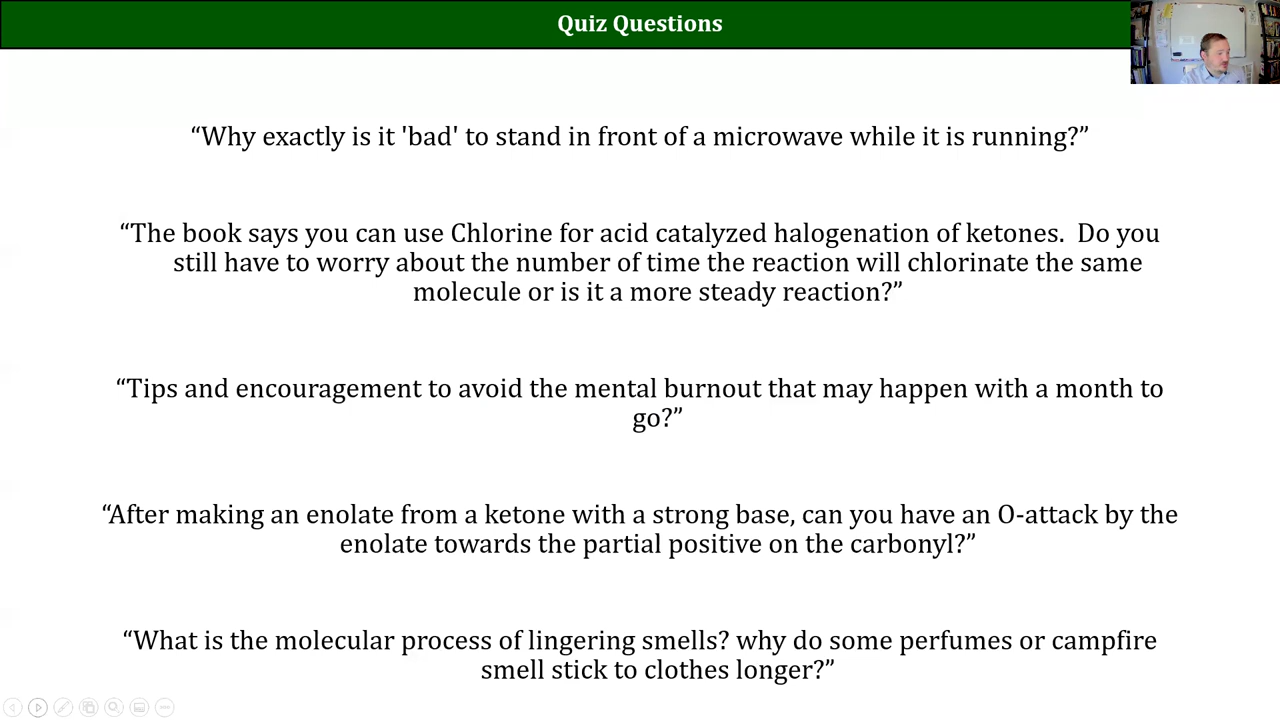 Quiz Questions
“Why exactly is it 'bad' to stand in front of a microwave while it is running?”
“The book says you can use Chlorine for acid catalyzed halogenation of ketones.  Do you
still have to worry about the number of time the reaction will chlorinate the same
molecule or is it a more steady reaction?”
“Tips and encouragement to avoid the mental burnout that may happen with a month to
go?”
“After making an enolate from a ketone with a strong base, can you have an O-attack by the
enolate towards the partial positive on the carbonyl?”
“What is the molecular process of lingering smells? why do some perfumes or campfire
smell stick to clothes longer?”